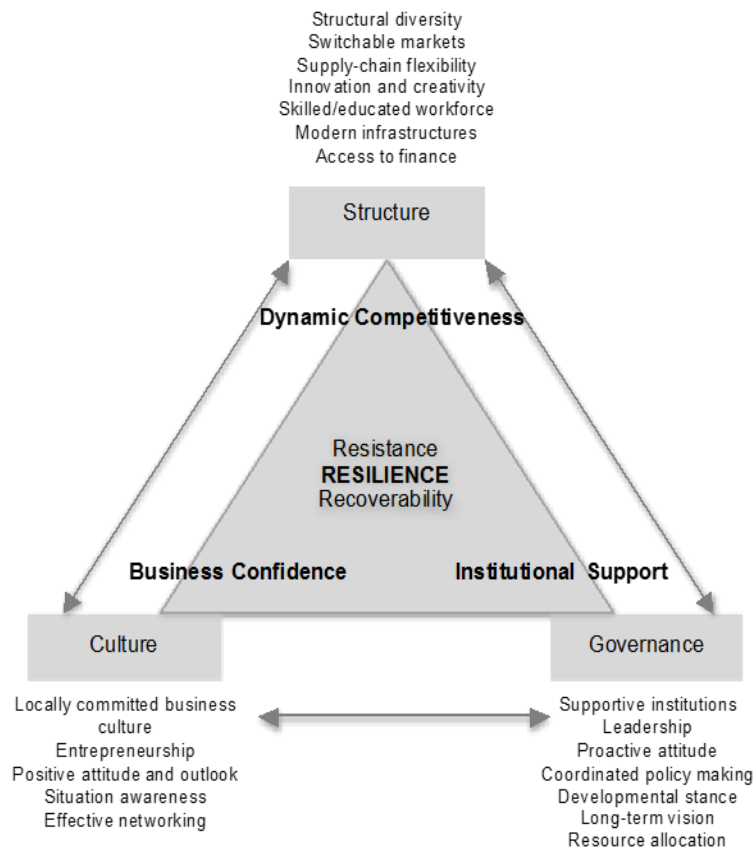 Structural diversity
Switchable markets
Supply-chain flexibility
Innovation and creativity
Skilled/educated workforce
Modern infrastructures
Access to finance
Structure
Dynamic Competitiveness
Resistance
RESILIENCE
Recoverability
Business Confidence
Institutional Support
Culture
Locally committed business
culture
Entrepreneurship
Positive attitude and outlook
Situation awareness
Effective networking
Governance
Supportive institutions
Leadership
Proactive attitude
Coordinated policy making
Developmental stance
Long-term vision
Resource allocation